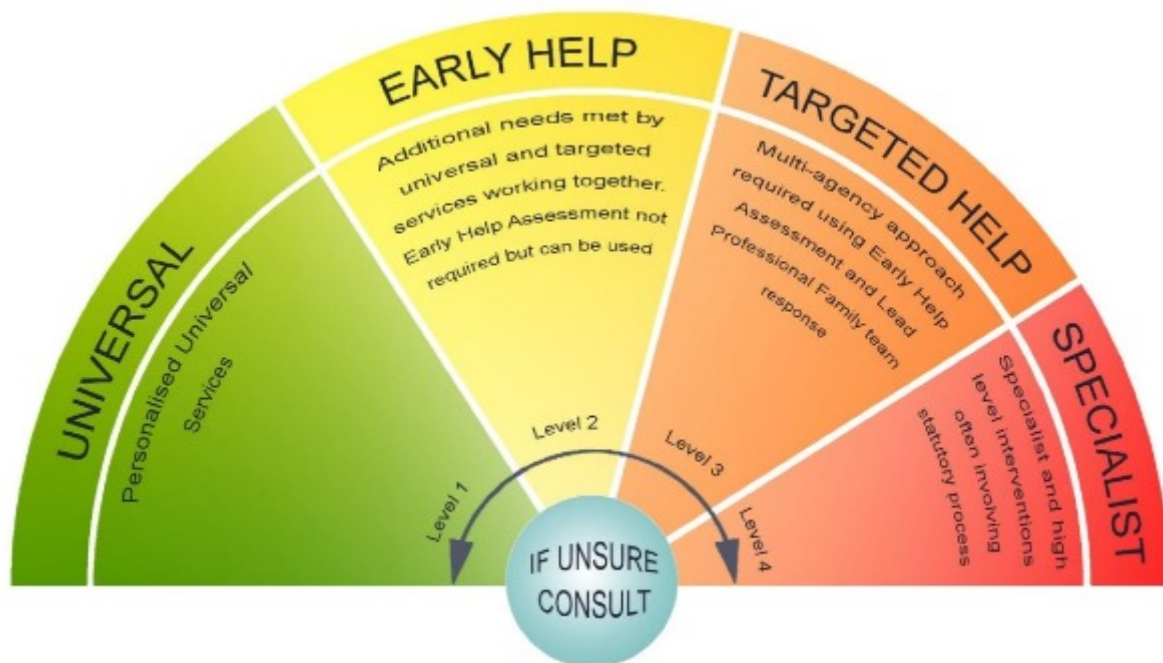 UNIVERSAL
Personalised Universal
Services
Level 1
EARLY HELP
Additional needs met by
universal and targeted
services working together.
Early Help Assessment not
required but can be used
Level 2
TARGETED HELP
Multi-agency approach
required using Early Help
Assessment and Lead
Professional Family team
response
Level 3
SPECIALIST
Specialist and high
level interventions
often involving
statutory process
Level 4
IF UNSURE
CONSULT